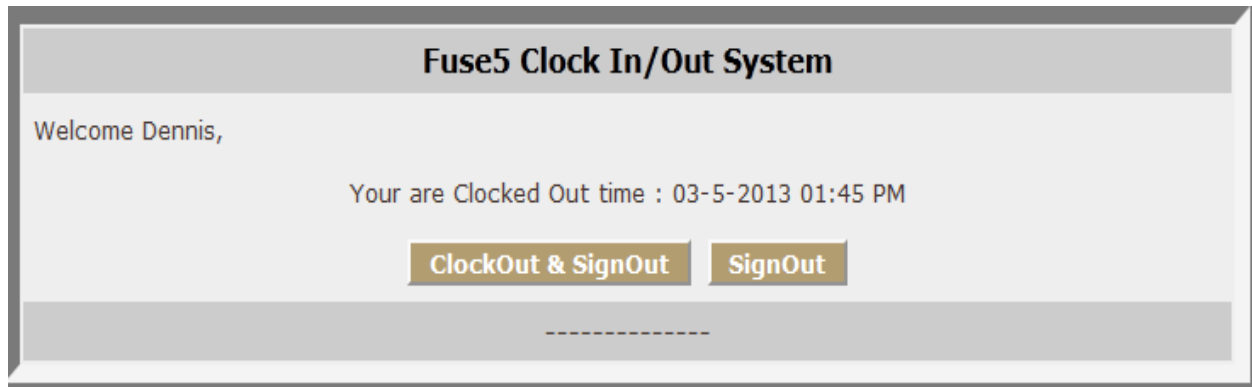 Fuse5 Clock In/Out System
Welcome Dennis,
Your are Clocked Out time : 03-5-2013 01:45 PM
ClockOut & SignOut SignOut
--------------